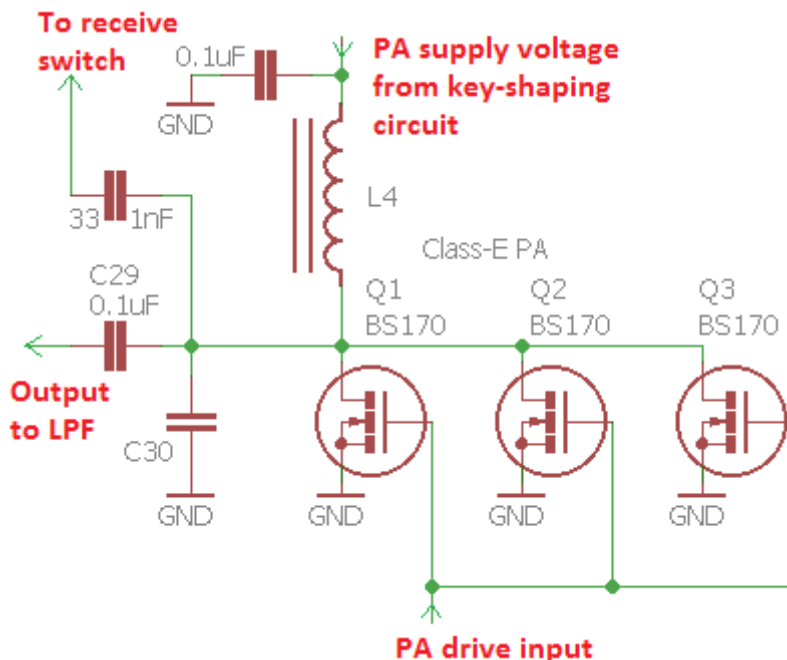 To receive
switch
0.1uF
PA supply voltage
from key-shaping
circuit
GND
L4
33 1nF
Class-E PA
C29
0.1uF
Q1
BS170
Q2
BS170
Q3
BS170
Output
to LPF
C30
GND
GND
GND
GND
PA drive input